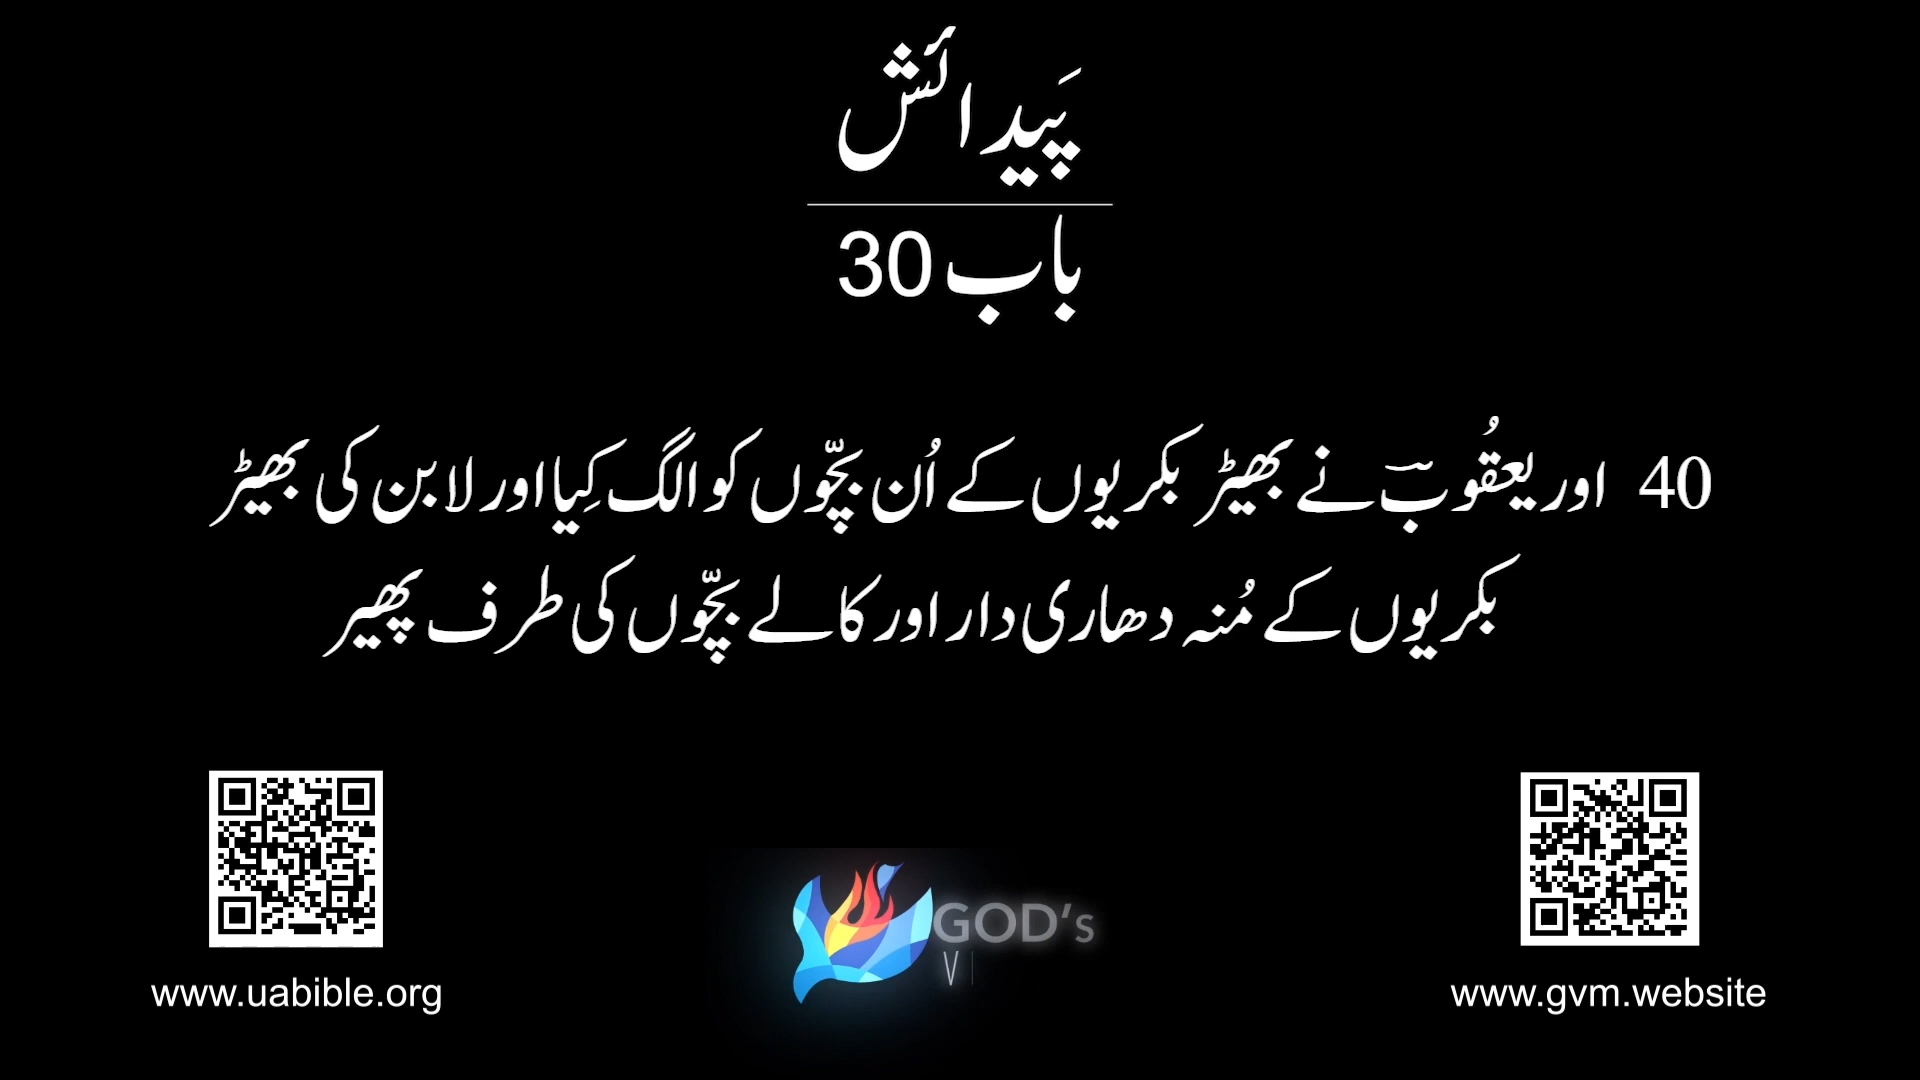 پَیدائش
باب 30
40 اور یعقُوبؔ نے بھیڑ بکریوں کے اُن بچّوں کو الگ کِیا اور لابن کی بھیڑ
بکریوں کے مُنہ دھاری دار اور کالے بچّوں کی طرف پھیر
GOD's
VI
www.uabible.org
www.gvm.website